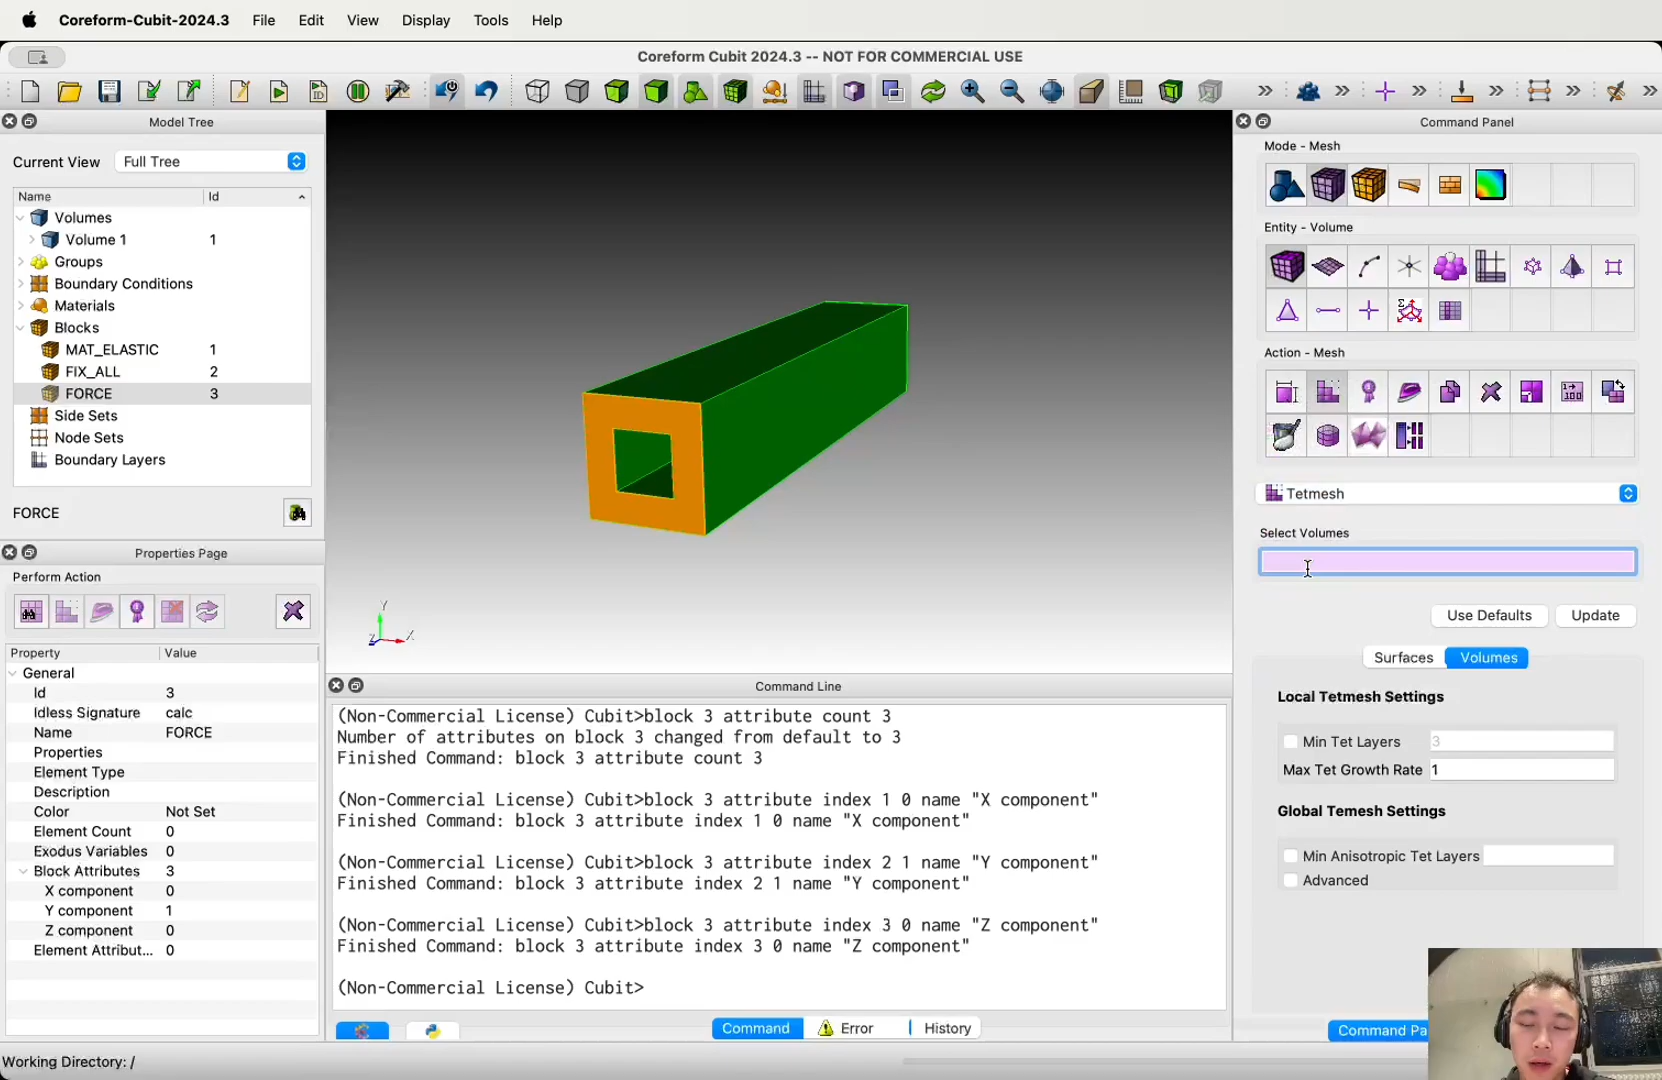 Coreform-Cubit-2024.3 File Edit View Display Tools Help
Coreform Cubit 2024.3 -- NOT FOR COMMERCIAL USE
Model Tree
Current View Full Tree
Name Id
Volumes
Volume 1 1
Groups
Boundary Conditions
Materials
Blocks
MAT_ELASTIC 1
FIX_ALL 2
FORCE 3
Side Sets
Node Sets
Boundary Layers
FORCE
Properties Page
Perform Action
Property Value
General
Id 3
Idless Signature calc
Name FORCE
Properties
Element Type
Description
Color Not Set
Element Count 0
Exodus Variables 0
Block Attributes 3
X component 0
Y component 1
Z component 0
Element Attribut... 0
Working Directory: /
Y
Z X
Command Line
(Non-Commercial License) Cubit>block 3 attribute count 3
Number of attributes on block 3 changed from default to 3
Finished Command: block 3 attribute count 3
(Non-Commercial License) Cubit>block 3 attribute index 1 0 name "X component"
Finished Command: block 3 attribute index 1 0 name "X component"
(Non-Commercial License) Cubit>block 3 attribute index 2 1 name "Y component"
Finished Command: block 3 attribute index 2 1 name "Y component"
(Non-Commercial License) Cubit>block 3 attribute index 3 0 name "Z component"
Finished Command: block 3 attribute index 3 0 name "Z component"
(Non-Commercial License) Cubit>
Command Error History
Command Panel
Mode - Mesh
Entity - Volume
Action - Mesh
Tetmesh
Select Volumes
Use Defaults Update
Surfaces Volumes
Local Tetmesh Settings
Min Tet Layers 3
Max Tet Growth Rate 1
Global Temesh Settings
Min Anisotropic Tet Layers
Advanced
Command Pa